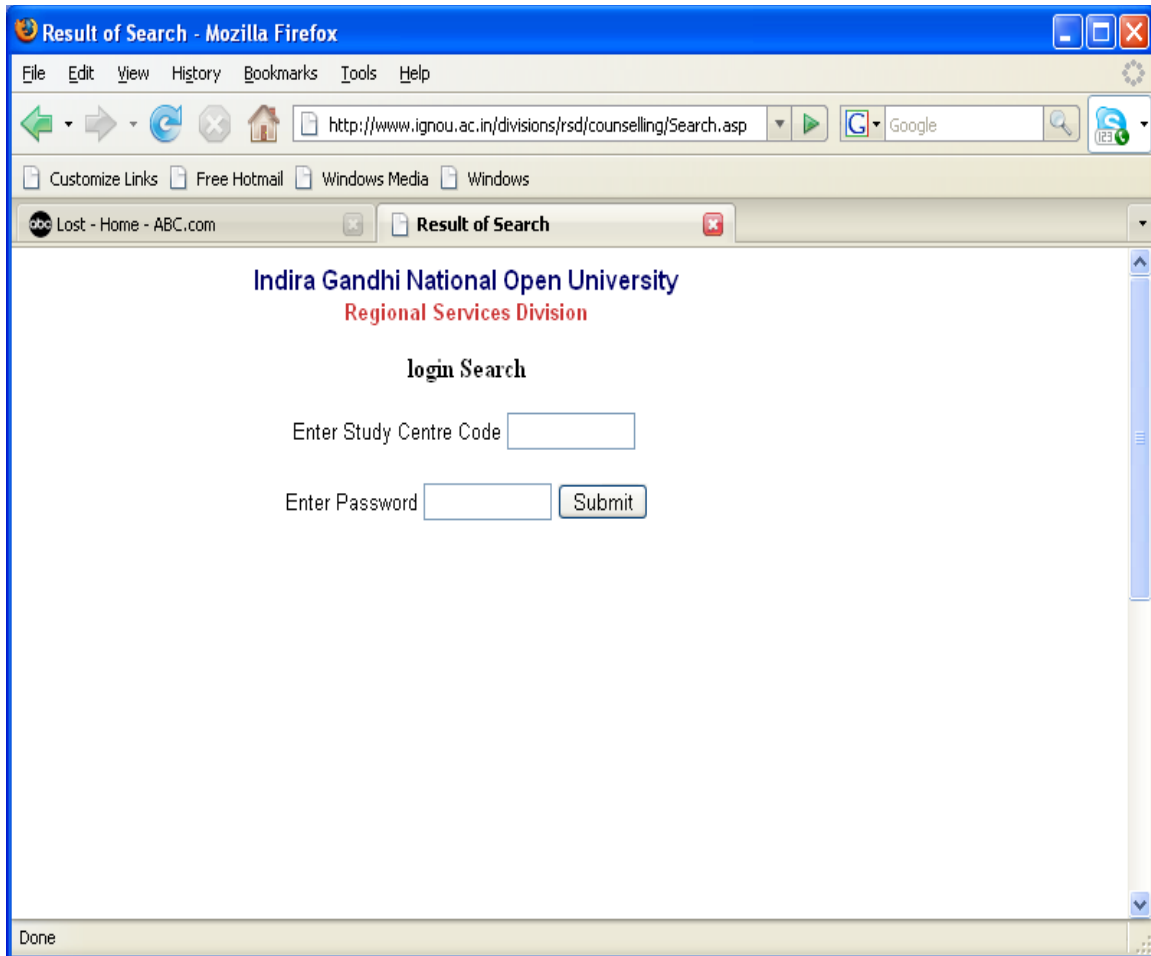 Result of Search - Mozilla Firefox
File Edit View History Bookmarks Tools Help
http://www.ignou.ac.in/divisions/rsd/counselling/Search.asp G Google
Customize Links Free Hotmail Windows Media Windows
abc Lost - Home - ABC.com Result of Search
Indira Gandhi National Open University
Regional Services Division
login Search
Enter Study Centre Code
Enter Password Submit
Done